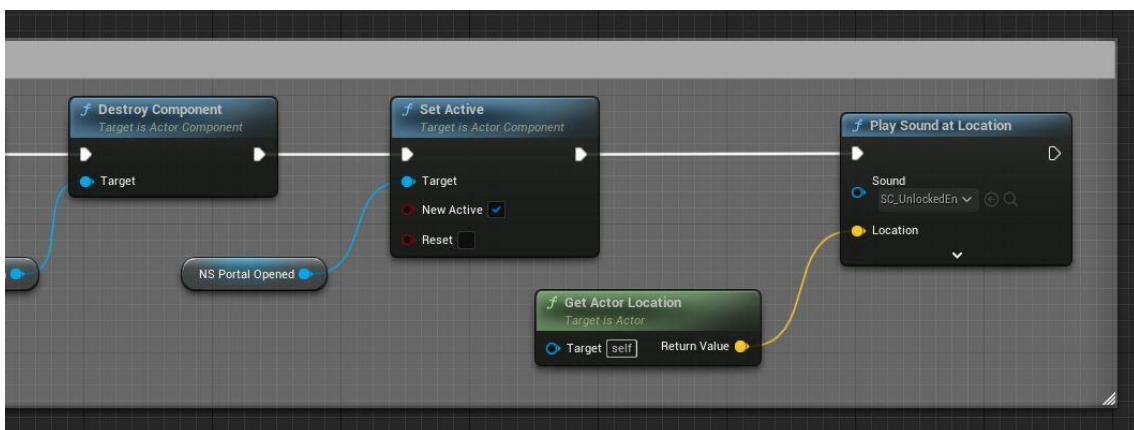 Destroy Component
Target is Actor Component
Target
Set Active
Target is Actor Component
Target
New Active
Reset
NS Portal Opened
Play Sound at Location
Sound
SC_UnlockedEn
Location
Get Actor Location
Target is Actor
Target self Return Value